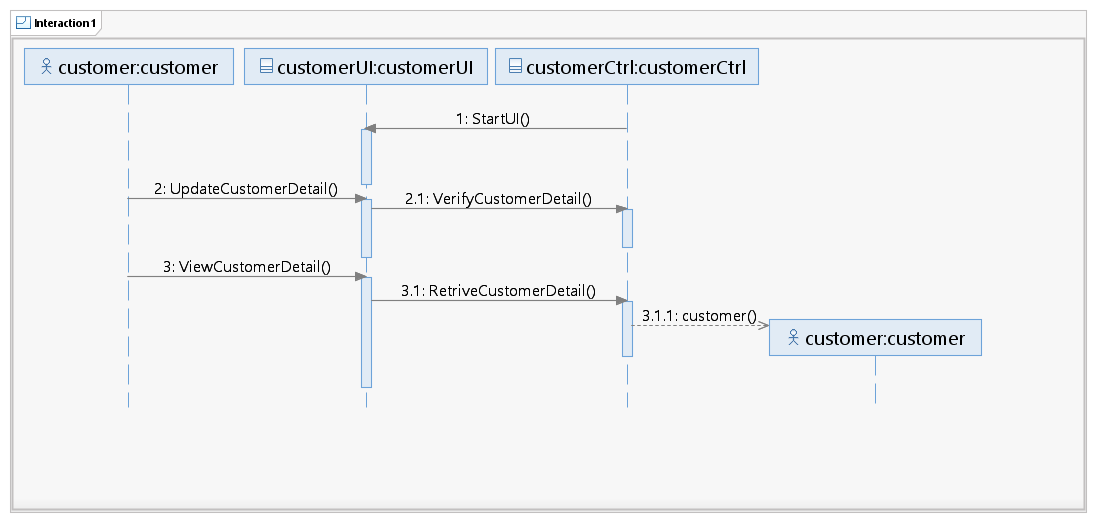 Interaction1
customer:customer
customerUI:customerUI
customerCtrl:customerCtrl
1: StartUI()
2: UpdateCustomerDetail()
2.1: VerifyCustomerDetail()
3: ViewCustomerDetail()
3.1: RetriveCustomerDetail()
3.1.1: customer()
customer:customer